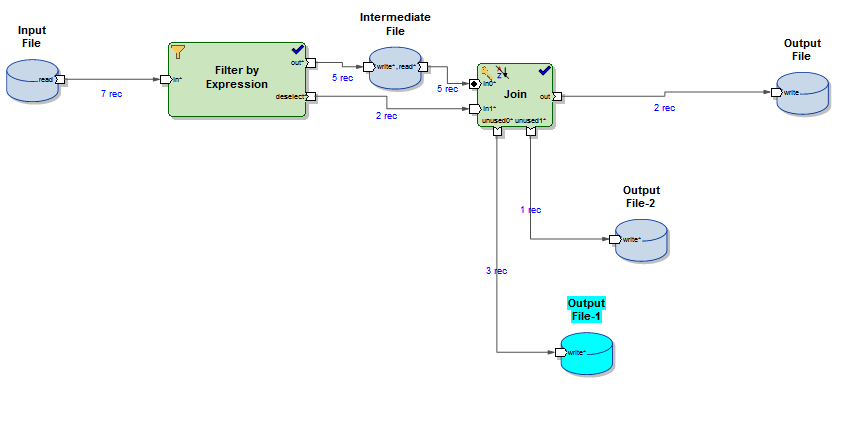 Input
File
read
7 rec
in*
Filter by
Expression
out*
deselect*
5 rec
2 rec
Intermediate
File
write*
read*
5 rec
in0*
in1*
Join
out
unused0*
unused1*
2 rec
Output
File
write
1 rec
Output
File-2
write*
3 rec
Output
File-1
write*